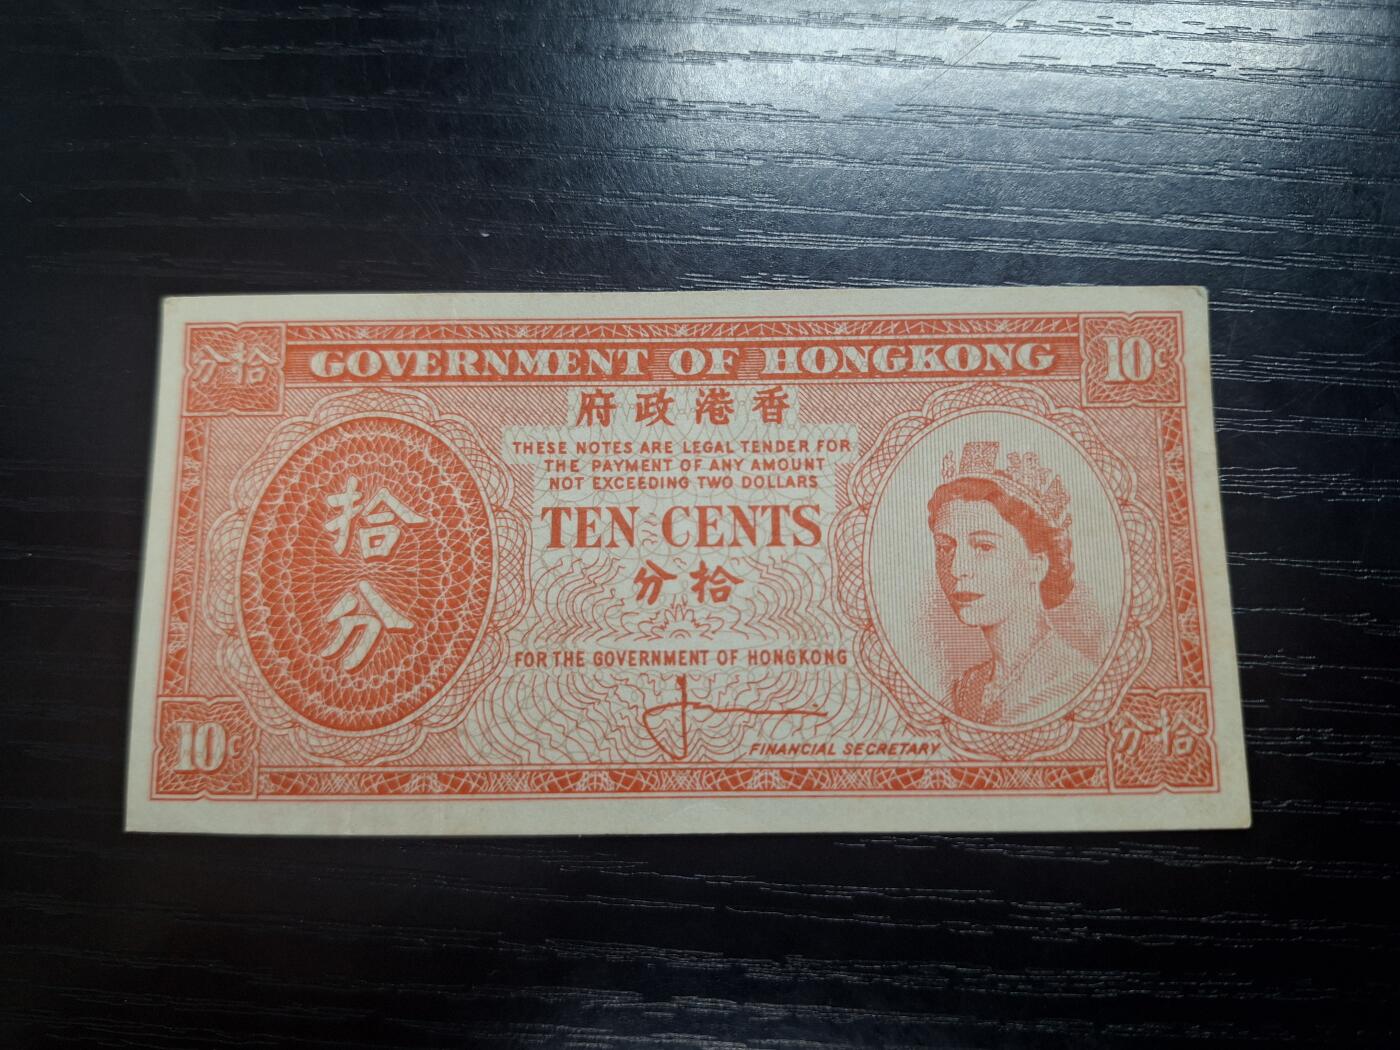 分拾
GOVERNMENT OF HONGKONG
10c
府政港香
THESE NOTES ARE LEGAL TENDER FOR
THE PAYMENT OF ANY AMOUNT
NOT EXCEEDING TWO DOLLARS
拾
分
TEN CENTS
分拾
FOR THE GOVERNMENT OF HONGKONG
10c
FINANCIAL SECRETARY
分拾